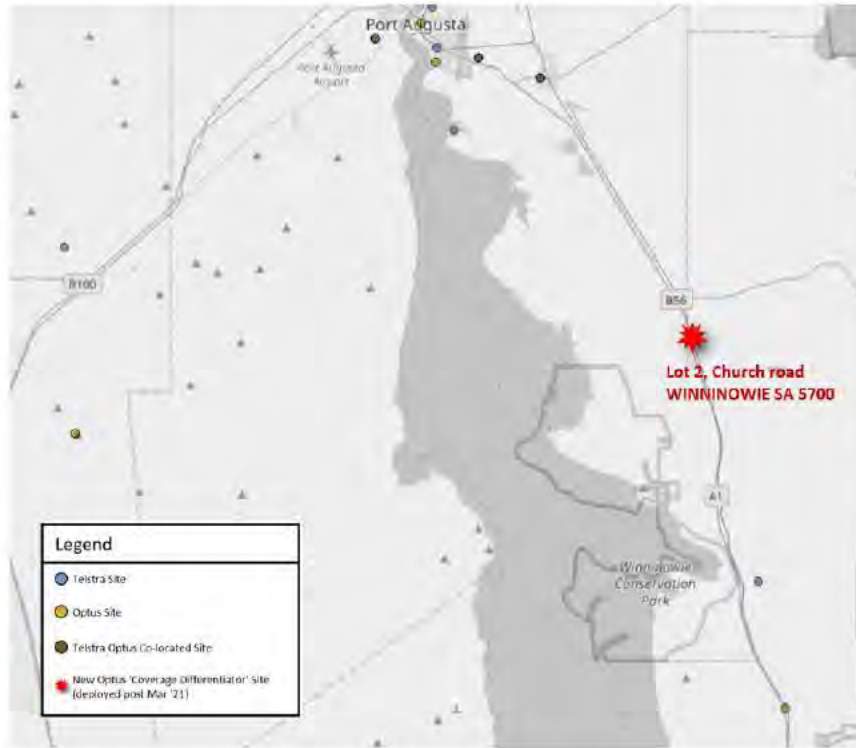 Port Augusta
Port Augusta
Airport
B100
B56
Lot 2, Church road
WINNINOWIE SA 5700
A1
Winninowie
Conservation
Park
Legend
Telstra Site
Optus Site
Telstra Optus Co-located Site
New Optus 'Coverage Differentiator' Site
(deployed post Mar '21)